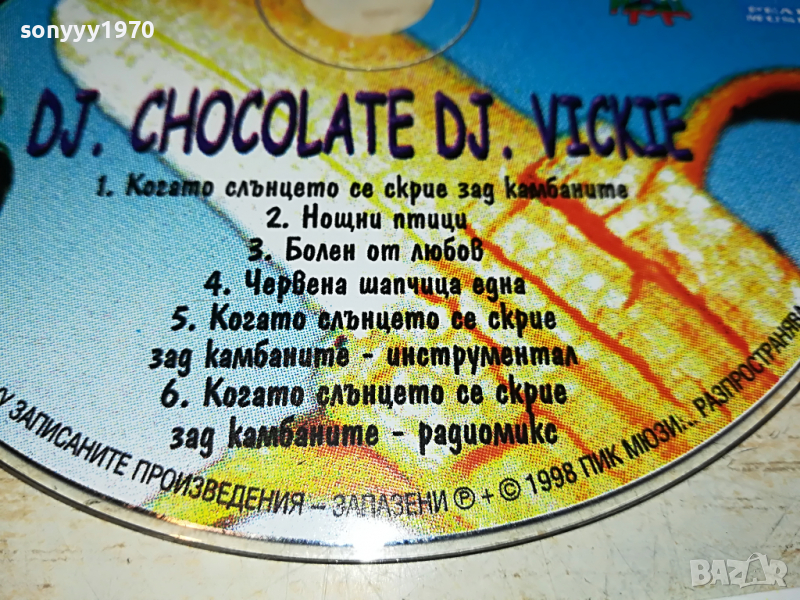 sonyyy1970
DJ. CHOCOLATE DJ. VICKIE
1. Когато слънцето се скрие зад камбаните
2. Нощни птици
3. Болен от любов
4. Червена шапчица една
5. Когато слънцето се скрие
зад камбаните - инструментал
6. Когато слънцето се скрие
зад камбаните - радиомикс
ЗАПИСАНИТЕ ПРОИЗВЕДЕНИЯ – ЗАПАЗЕНИ ℗ + © 1998 ПИК МЮЗИ
BAZAR